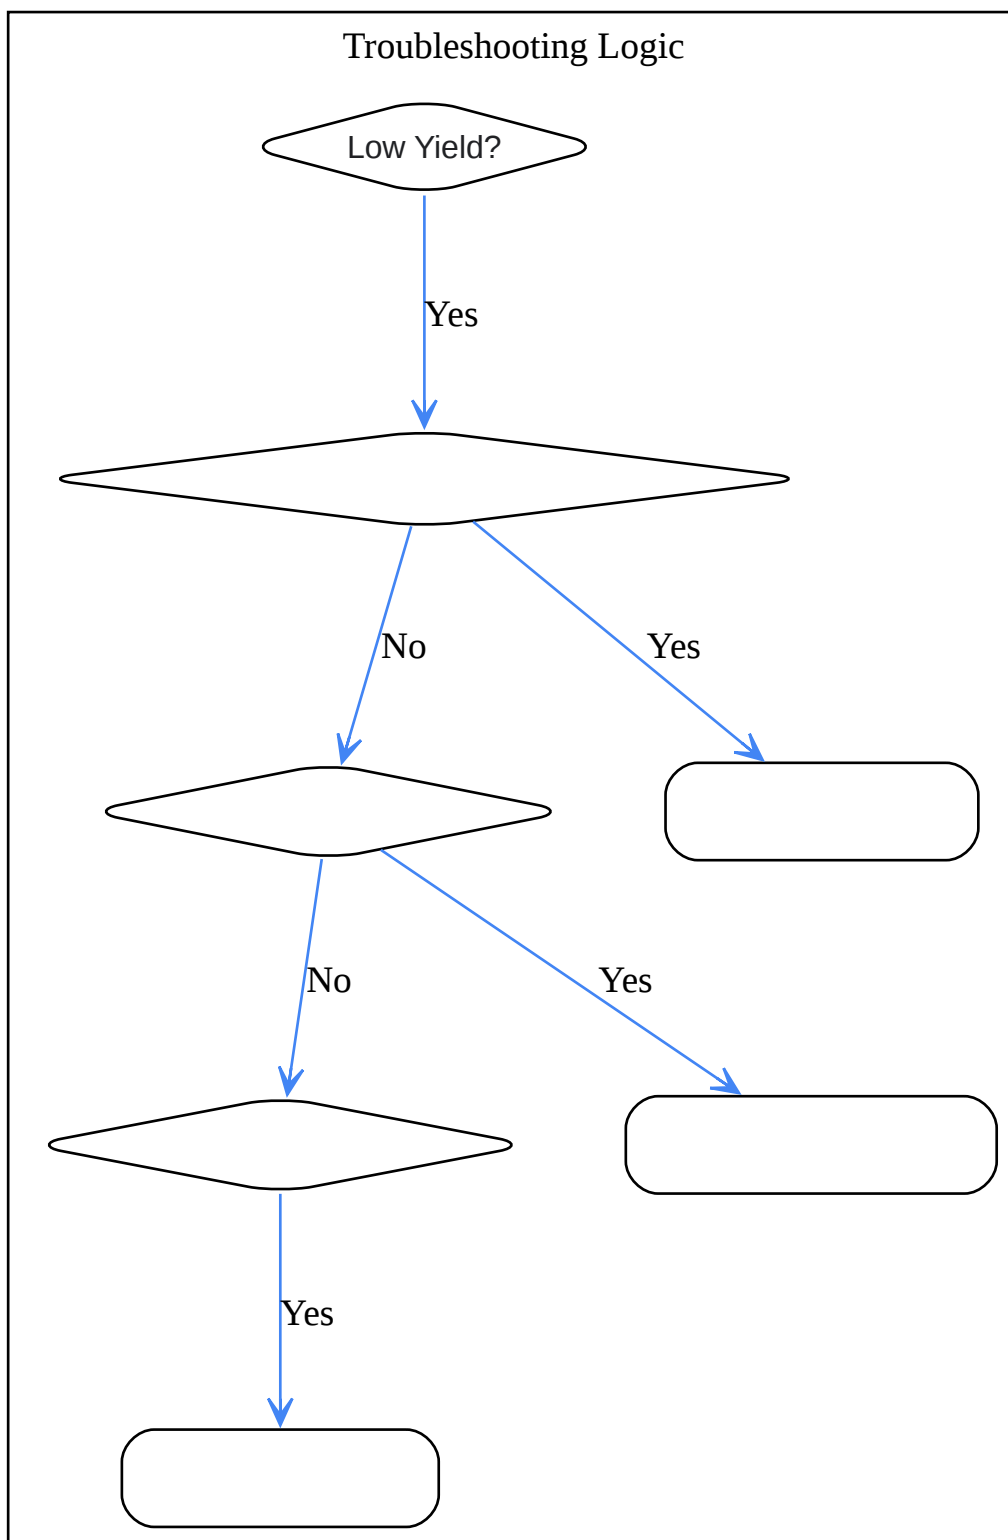 Troubleshooting Logic
Low Yield?
Yes
No
Yes
No
Yes
Yes